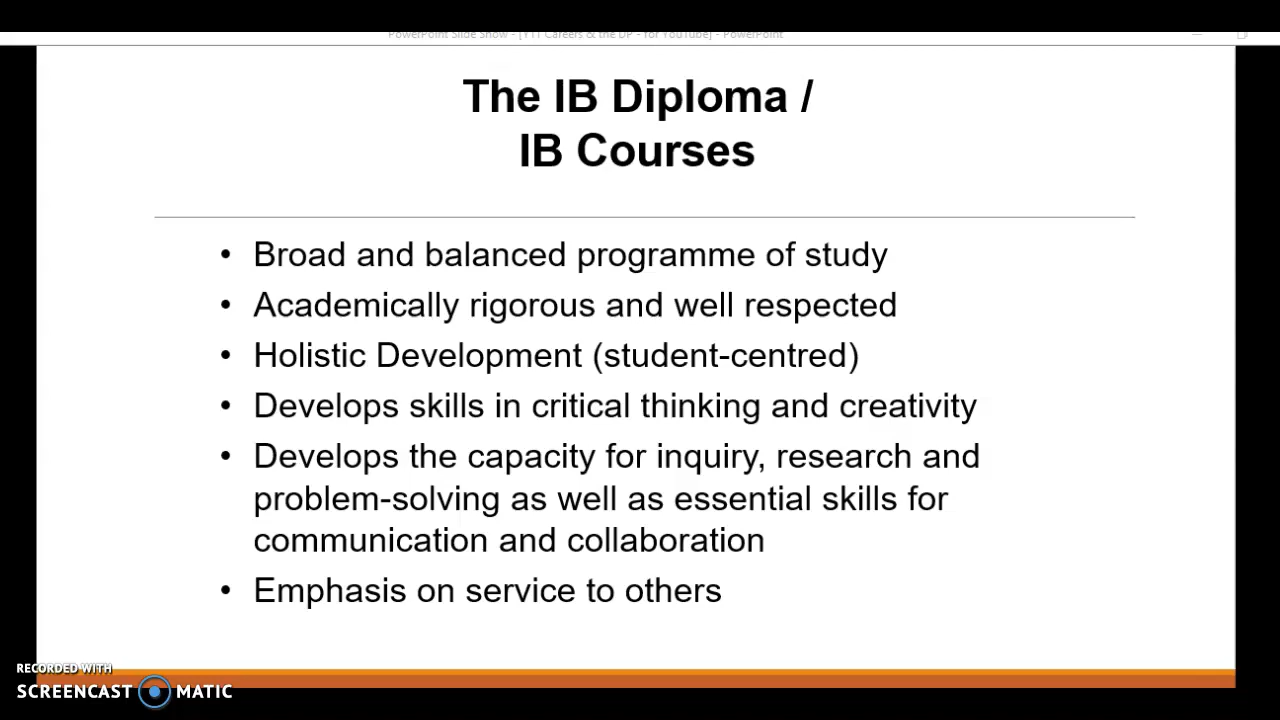 PowerPoint Slide Show - [Y11 Careers & the DP - for YouTube] - PowerPoint
The IB Diploma /
IB Courses
• Broad and balanced programme of study
• Academically rigorous and well respected
• Holistic Development (student-centred)
• Develops skills in critical thinking and creativity
• Develops the capacity for inquiry, research and
problem-solving as well as essential skills for
communication and collaboration
• Emphasis on service to others
RECORDED WITH
SCREENCAST MATIC